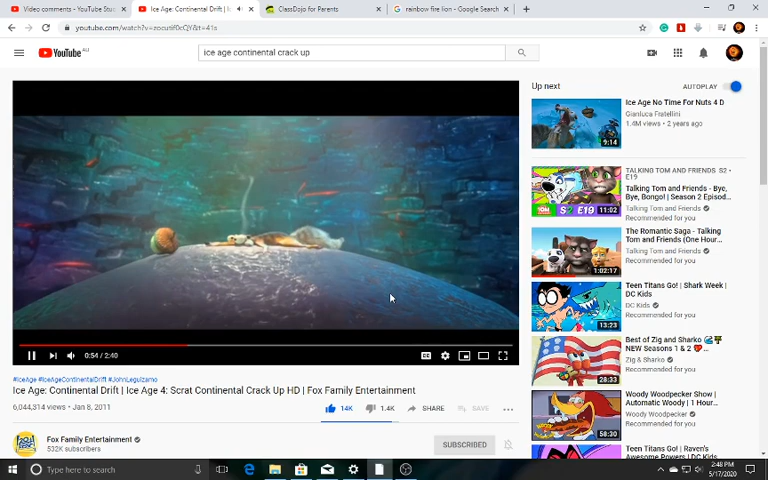 Video comments - YouTube Stu
Ice Age: Continental Drift | I
ClassDojo for Parents
rainbow fire lion - Google Search
youtube.com/watch?v=zocutif0cQY&t=41s
YouTube AU
ice age continental crack up
Up next
AUTOPLAY
Ice Age No Time For Nuts 4 D
Gianluca Fratellini
1.4M views • 2 years ago
9:14
TALKING TOM AND FRIENDS S2 • E19
Talking Tom and Friends - Bye,
Bye, Bongo! | Season 2 Episod...
Talking Tom and Friends
Recommended for you
S2 E19
11:02
The Romantic Saga - Talking
Tom and Friends (One Hour...
Talking Tom and Friends
Recommended for you
1:02:17
Teen Titans Go! | Shark Week |
DC Kids
DC Kids
Recommended for you
13:23
Best of Zig and Sharko
NEW Seasons 1 & 2
Zig & Sharko
Recommended for you
28:33
Woody Woodpecker Show |
Automatic Woody | 1 Hour...
Woody Woodpecker
Recommended for you
58:30
Teen Titans Go! | Raven's
0:54 / 2:40
#IceAge #IceAgeContinentalDrift #JohnLeguizamo
Ice Age: Continental Drift | Ice Age 4: Scrat Continental Crack Up HD | Fox Family Entertainment
6,044,314 views • Jan 8, 2011
14K
1.4K
SHARE
SAVE
Fox Family Entertainment
532K subscribers
SUBSCRIBED
Type here to search
2:48 PM
5/17/2020